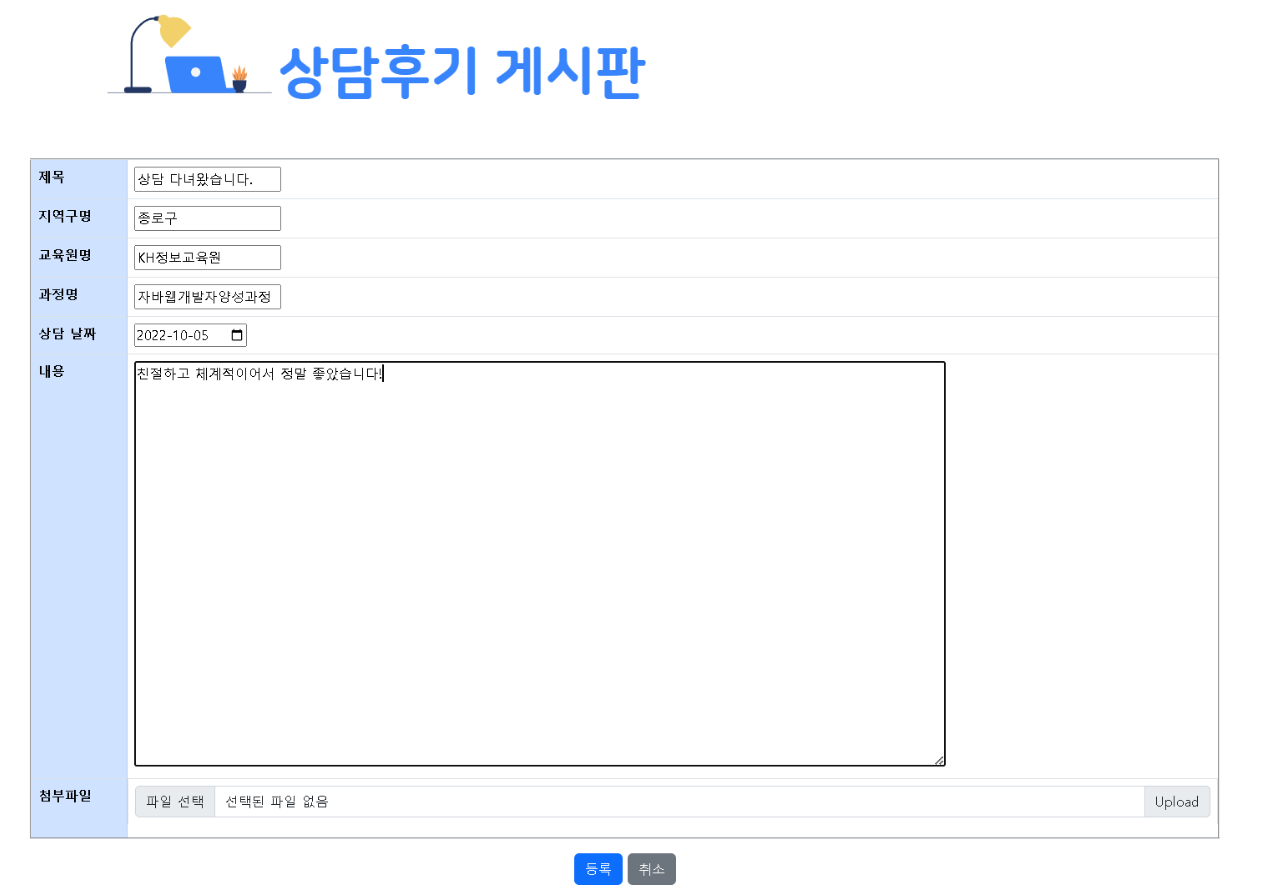 상담후기 게시판
제목 상담 다녀왔습니다.
지역구명 종로구
교육원명 KH정보교육원
과정명 자바웹개발자양성과정
상담 날짜 2022-10-05
내용 친절하고 체계적이어서 정말 좋았습니다!
첨부파일 파일 선택 선택된 파일 없음 Upload
등록 취소